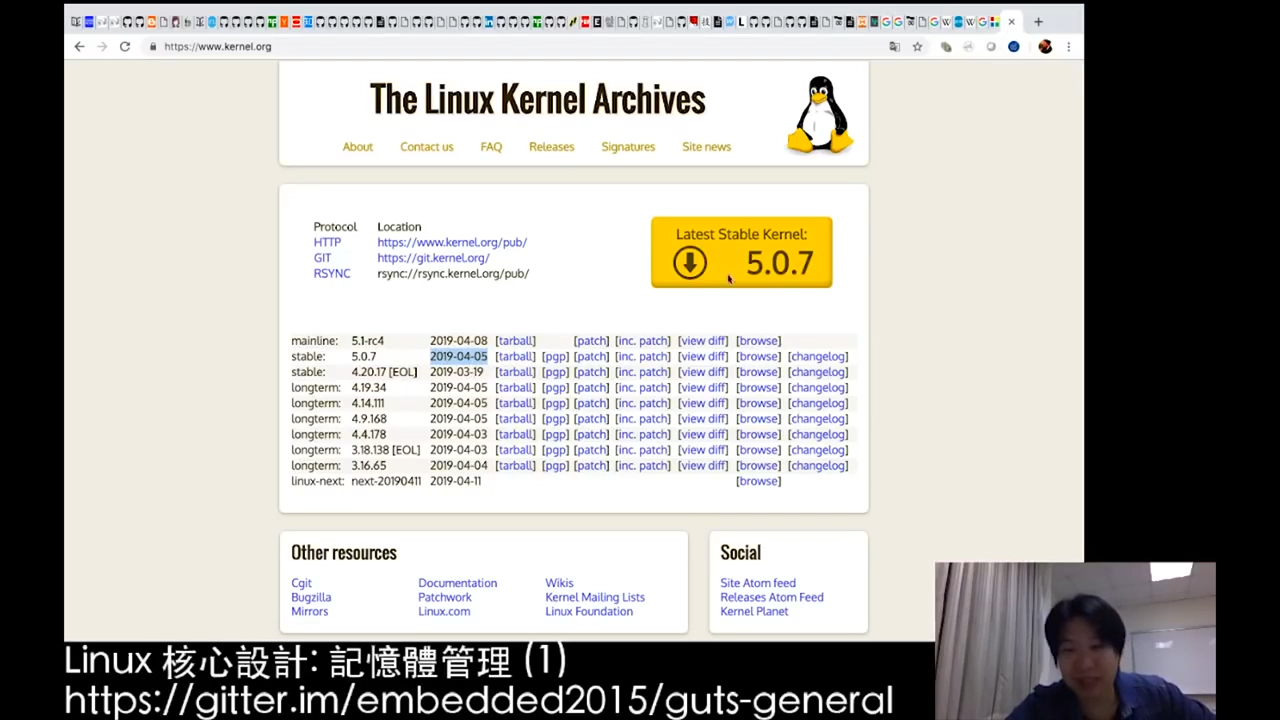 https://www.kernel.org
The Linux Kernel Archives
About Contact us FAQ Releases Signatures Site news
Protocol Location
HTTP https://www.kernel.org/pub/
GIT https://git.kernel.org/
RSYNC rsync://rsync.kernel.org/pub/
Latest Stable Kernel:
5.0.7
mainline: 5.1-rc4 2019-04-08 [tarball] [patch] [inc. patch] [view diff] [browse]
stable: 5.0.7 2019-04-05 [tarball] [pgp] [patch] [inc. patch] [view diff] [browse] [changelog]
stable: 4.20.17 [EOL] 2019-03-19 [tarball] [pgp] [patch] [inc. patch] [view diff] [browse] [changelog]
longterm: 4.19.34 2019-04-05 [tarball] [pgp] [patch] [inc. patch] [view diff] [browse] [changelog]
longterm: 4.14.111 2019-04-05 [tarball] [pgp] [patch] [inc. patch] [view diff] [browse] [changelog]
longterm: 4.9.168 2019-04-05 [tarball] [pgp] [patch] [inc. patch] [view diff] [browse] [changelog]
longterm: 4.4.178 2019-04-03 [tarball] [pgp] [patch] [inc. patch] [view diff] [browse] [changelog]
longterm: 3.18.138 [EOL] 2019-04-03 [tarball] [pgp] [patch] [inc. patch] [view diff] [browse] [changelog]
longterm: 3.16.65 2019-04-04 [tarball] [pgp] [patch] [inc. patch] [view diff] [browse] [changelog]
linux-next: next-20190411 2019-04-11 [browse]
Other resources
Cgit Documentation Wikis
Bugzilla Patchwork Kernel Mailing Lists
Mirrors Linux.com Linux Foundation
Social
Site Atom feed
Releases Atom Feed
Kernel Planet
Linux 核心設計: 記憶體管理 (1)
https://gitter.im/embedded2015/guts-general